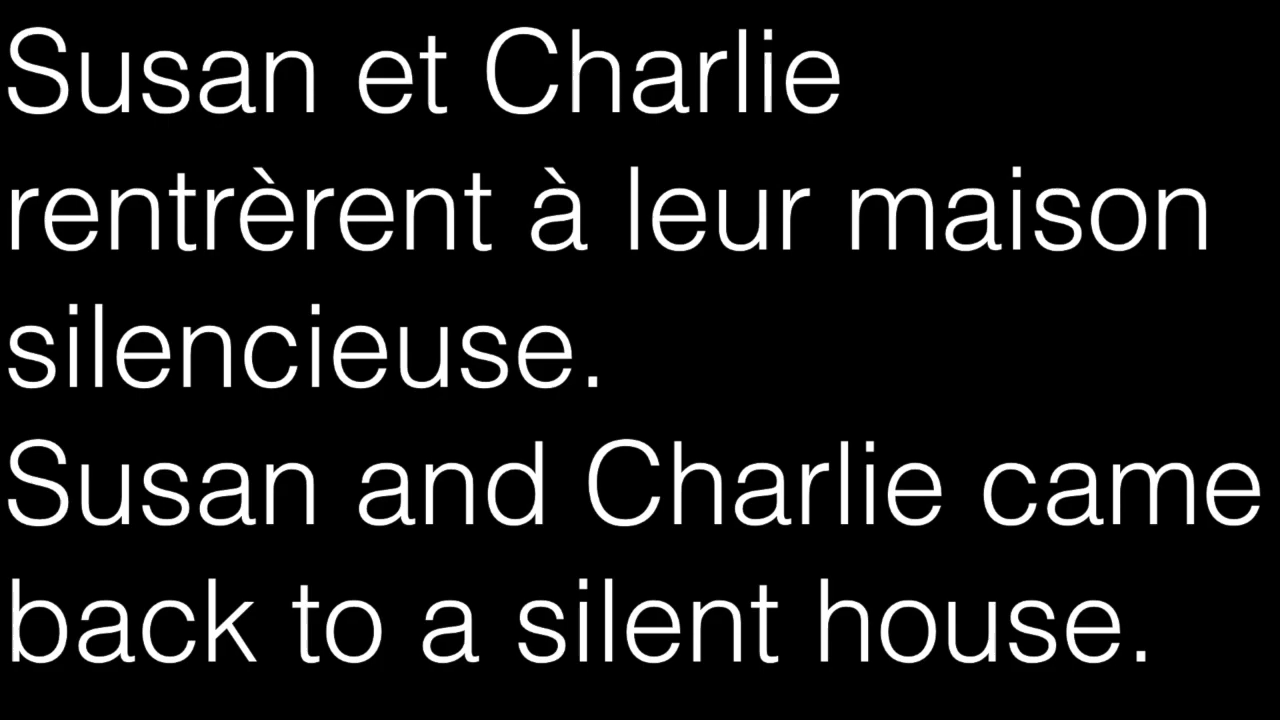 Susan et Charlie
rentrèrent à leur maison
silencieuse.
Susan and Charlie came
back to a silent house.